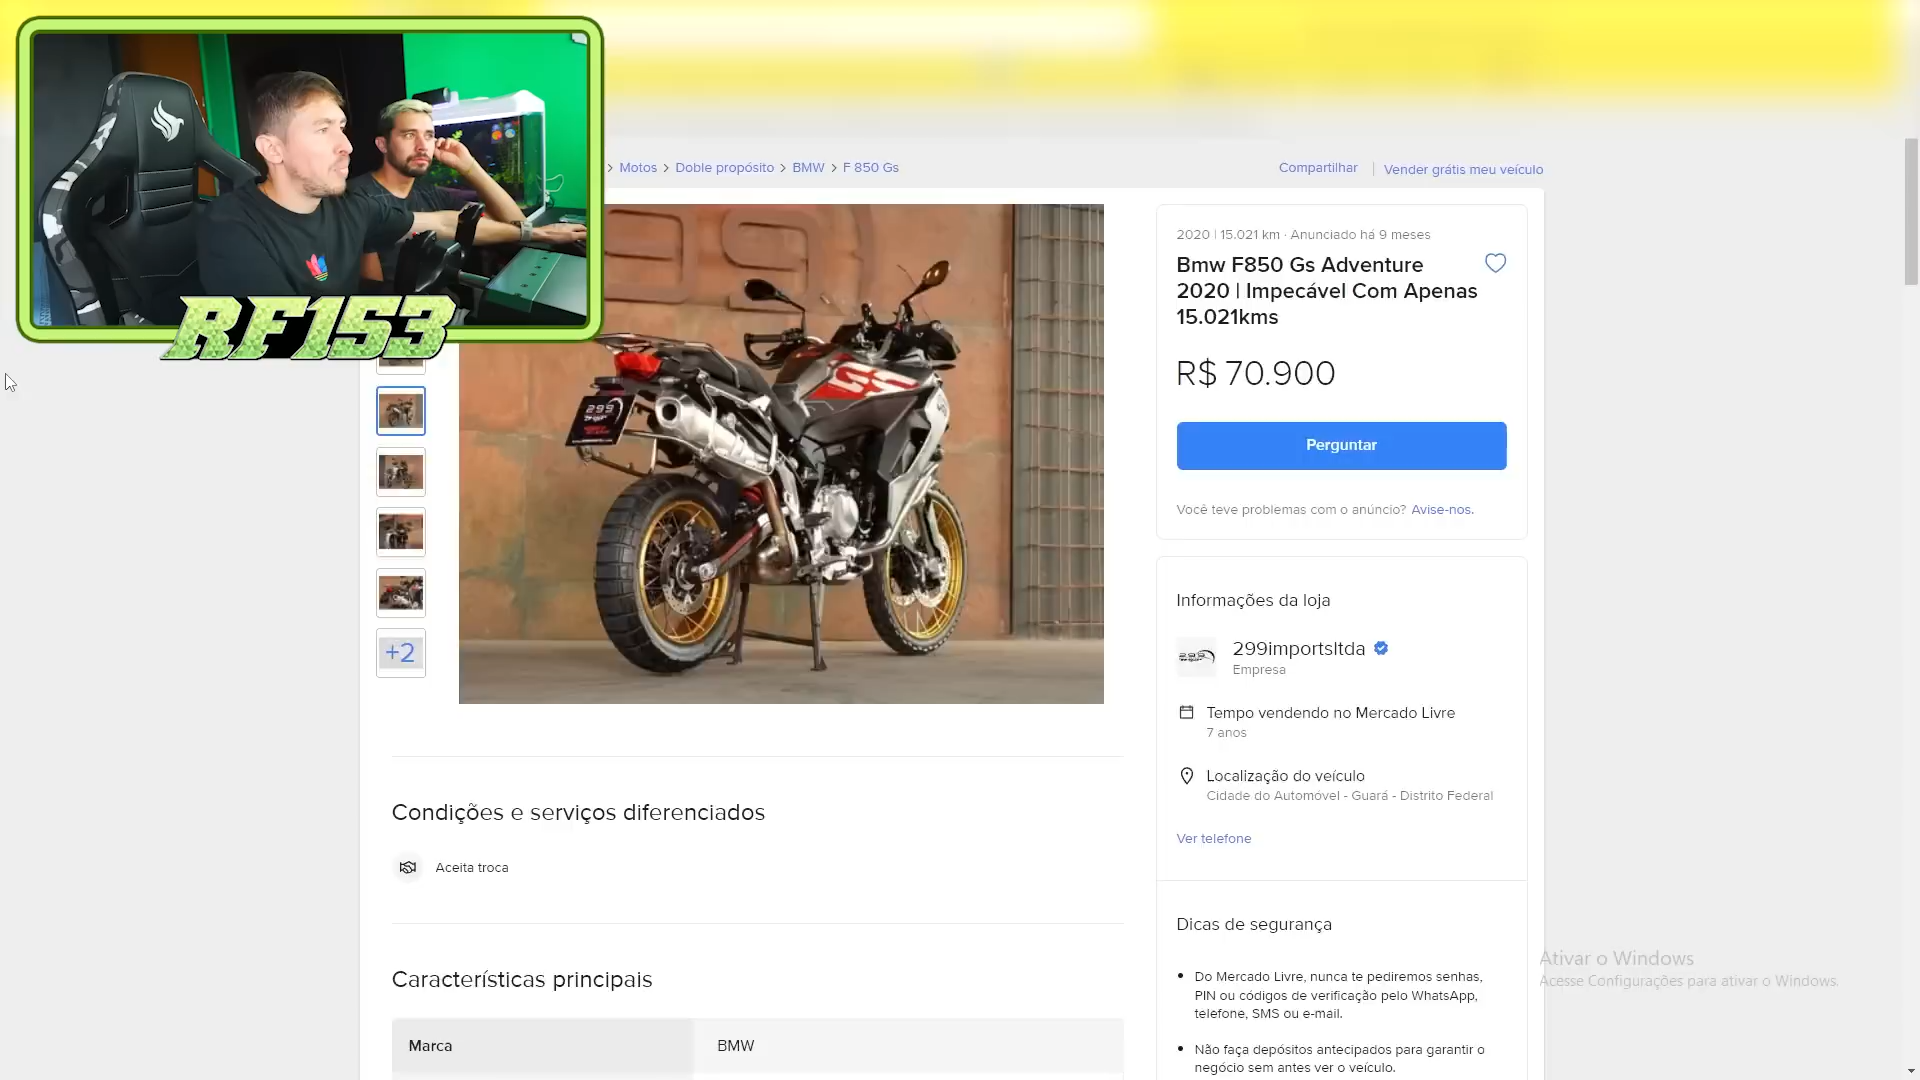 RF153
Motos
Doble propósito
BMW
F 850 Gs
Compartilhar
Vender grátis meu veículo
2020 | 15.021 km · Anunciado há 9 meses
Bmw F850 Gs Adventure
2020 | Impecável Com Apenas
15.021kms
R$ 70.900
Perguntar
Você teve problemas com o anúncio? Avise-nos.
GS
299
+2
Informações da loja
299importsltda
Empresa
Tempo vendendo no Mercado Livre
7 anos
Localização do veículo
Cidade do Automóvel - Guará - Distrito Federal
Ver telefone
Condições e serviços diferenciados
Aceita troca
Dicas de segurança
Do Mercado Livre, nunca te pediremos senhas,
PIN ou códigos de verificação pelo WhatsApp,
telefone, SMS ou e-mail.
Não faça depósitos antecipados para garantir o
negócio sem antes ver o veículo.
Características principais
Marca
BMW
Ativar o Windows
Acesse Configurações para ativar o Windows.